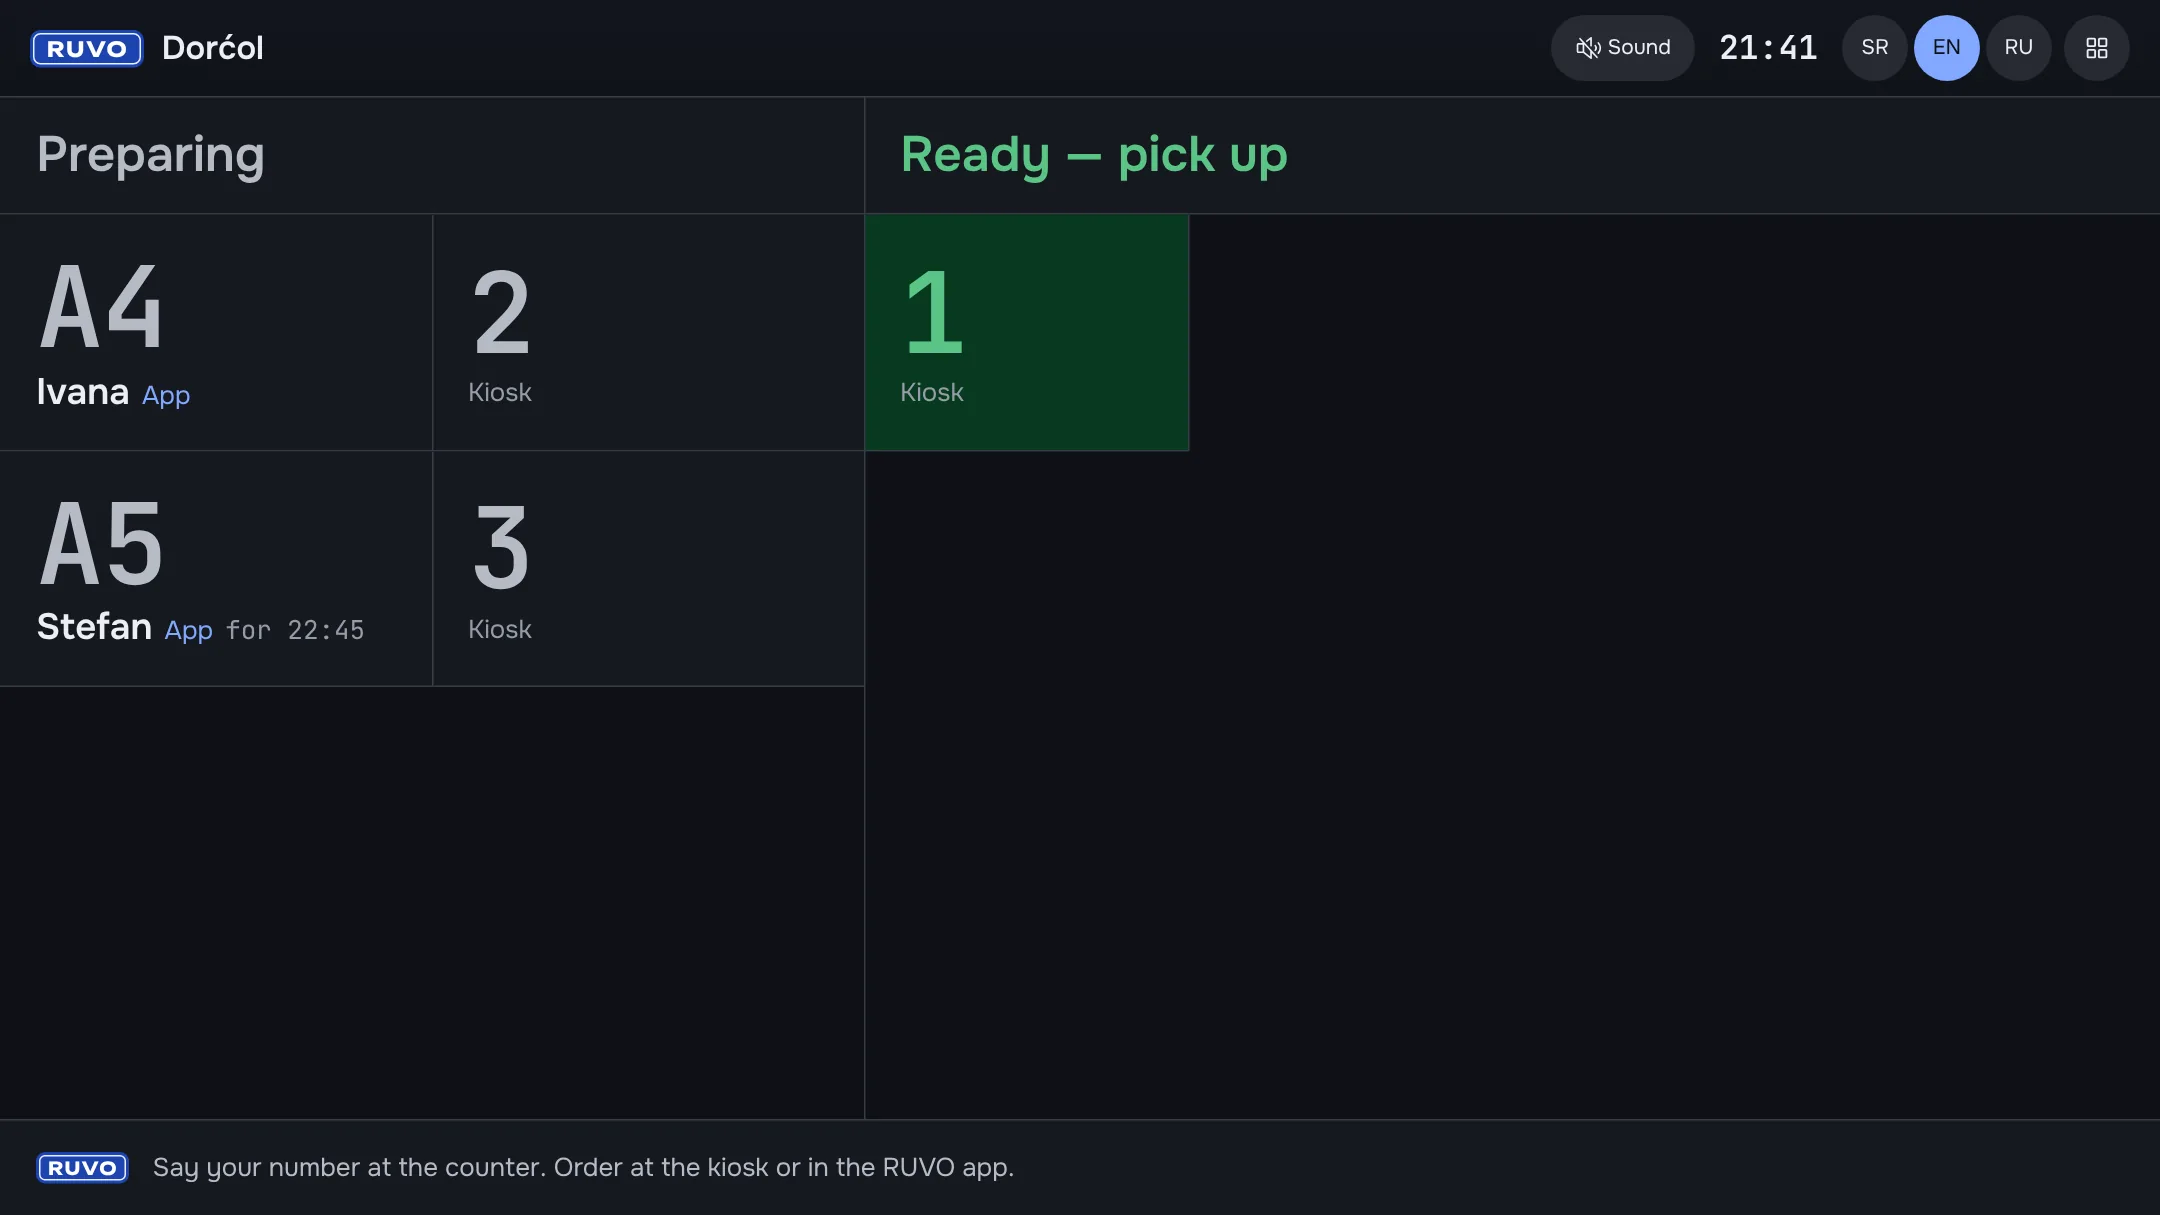 RUVO Dorćol
Sound 21:41 SR EN RU
Preparing
A4
Ivana App
2
Kiosk
A5
Stefan App for 22:45
3
Kiosk
Ready — pick up
1
Kiosk
RUVO Say your number at the counter. Order at the kiosk or in the RUVO app.